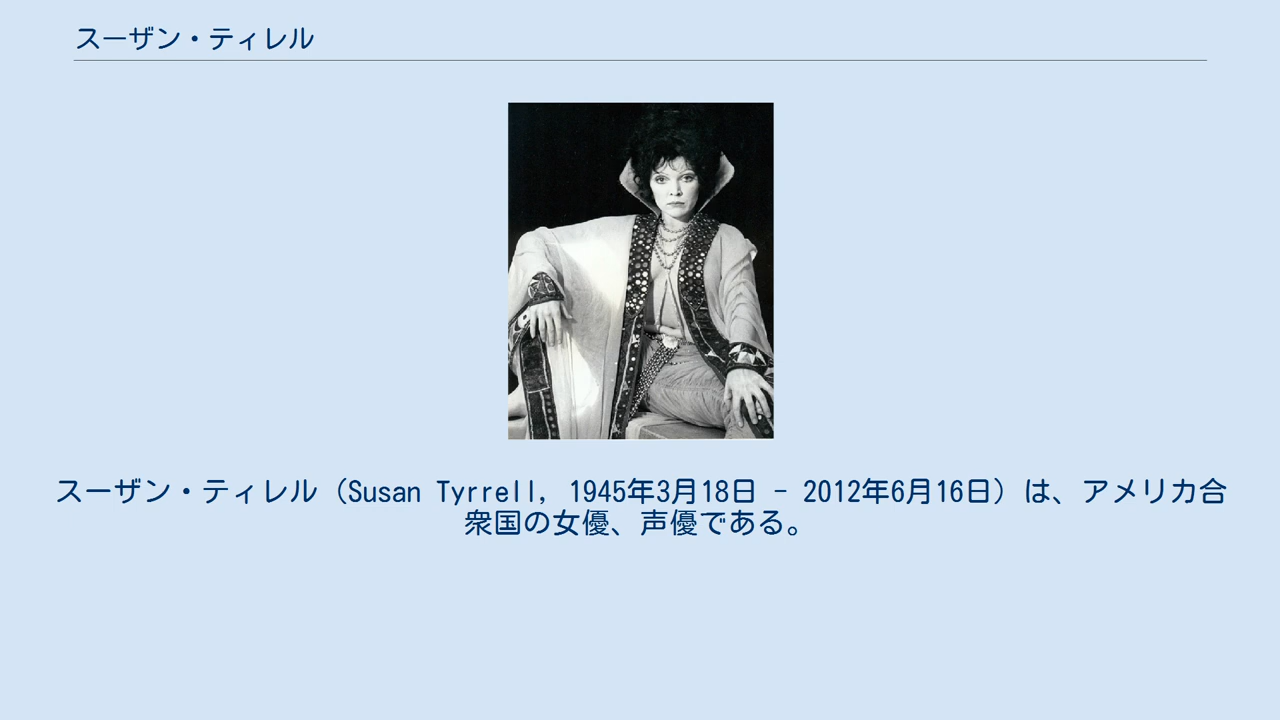 スーザン・ティレル
スーザン・ティレル（Susan Tyrrell, 1945年3月18日 - 2012年6月16日）は、アメリカ合
衆国の女優、声優である。